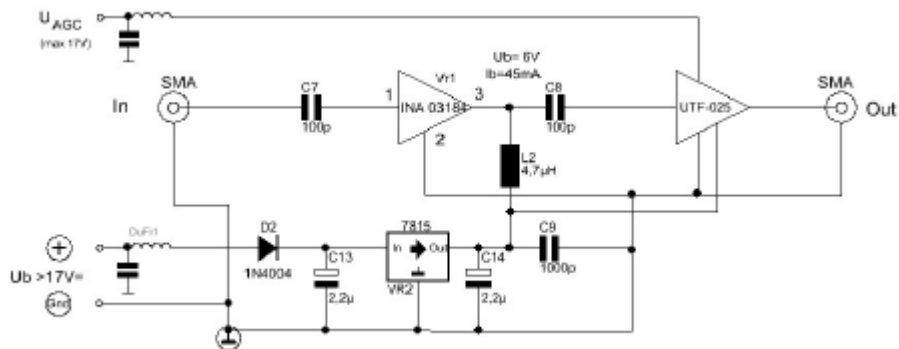 U AGC
(max 17V)
SMA
In
C7
100p
1
Vr1
INA 03184
3
2
Ub= 6V
Ib=45mA
C8
100p
L2
4,7µH
UTF-025
SMA
Out
DuFi1
Ub >17V=
Gnd
D2
1N4004
C13
2,2µ
7815
In
Out
VR2
C14
2,2µ
C9
1000p